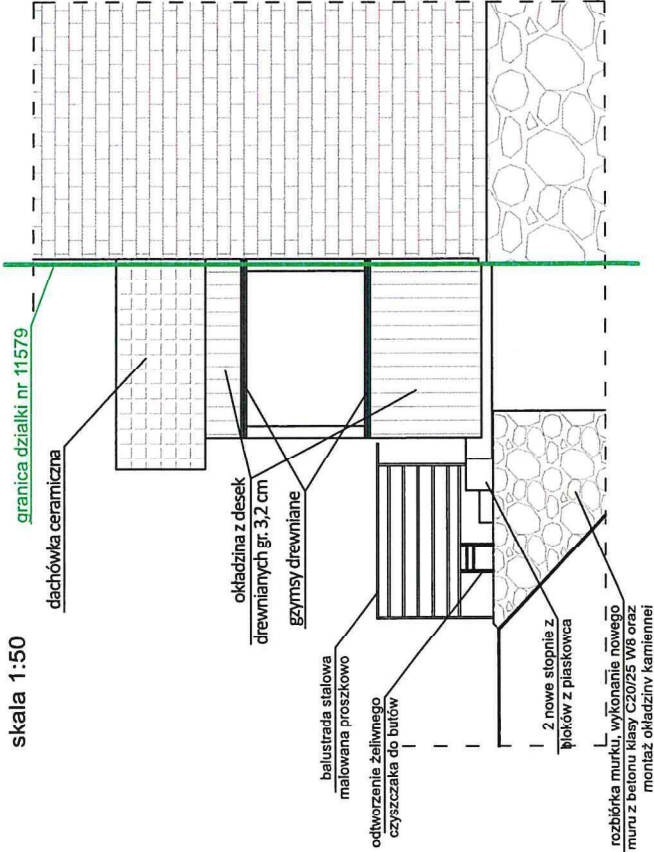 skala 1:50
granica działki nr 11579
dachówka ceramiczna
okładzina z desek
drewnianych gr. 3,2 cm
gzymsy drewniane
balustrada stalowa
malowana proszkowo
odtworzenie żeliwnego
czyszczaka do butów
2 nowe stopnie z
bloków z piaskowca
rozbiórka murku, wykonanie nowego
muru z betonu klasy C20/25 W8 oraz
montaż okładziny kamiennej